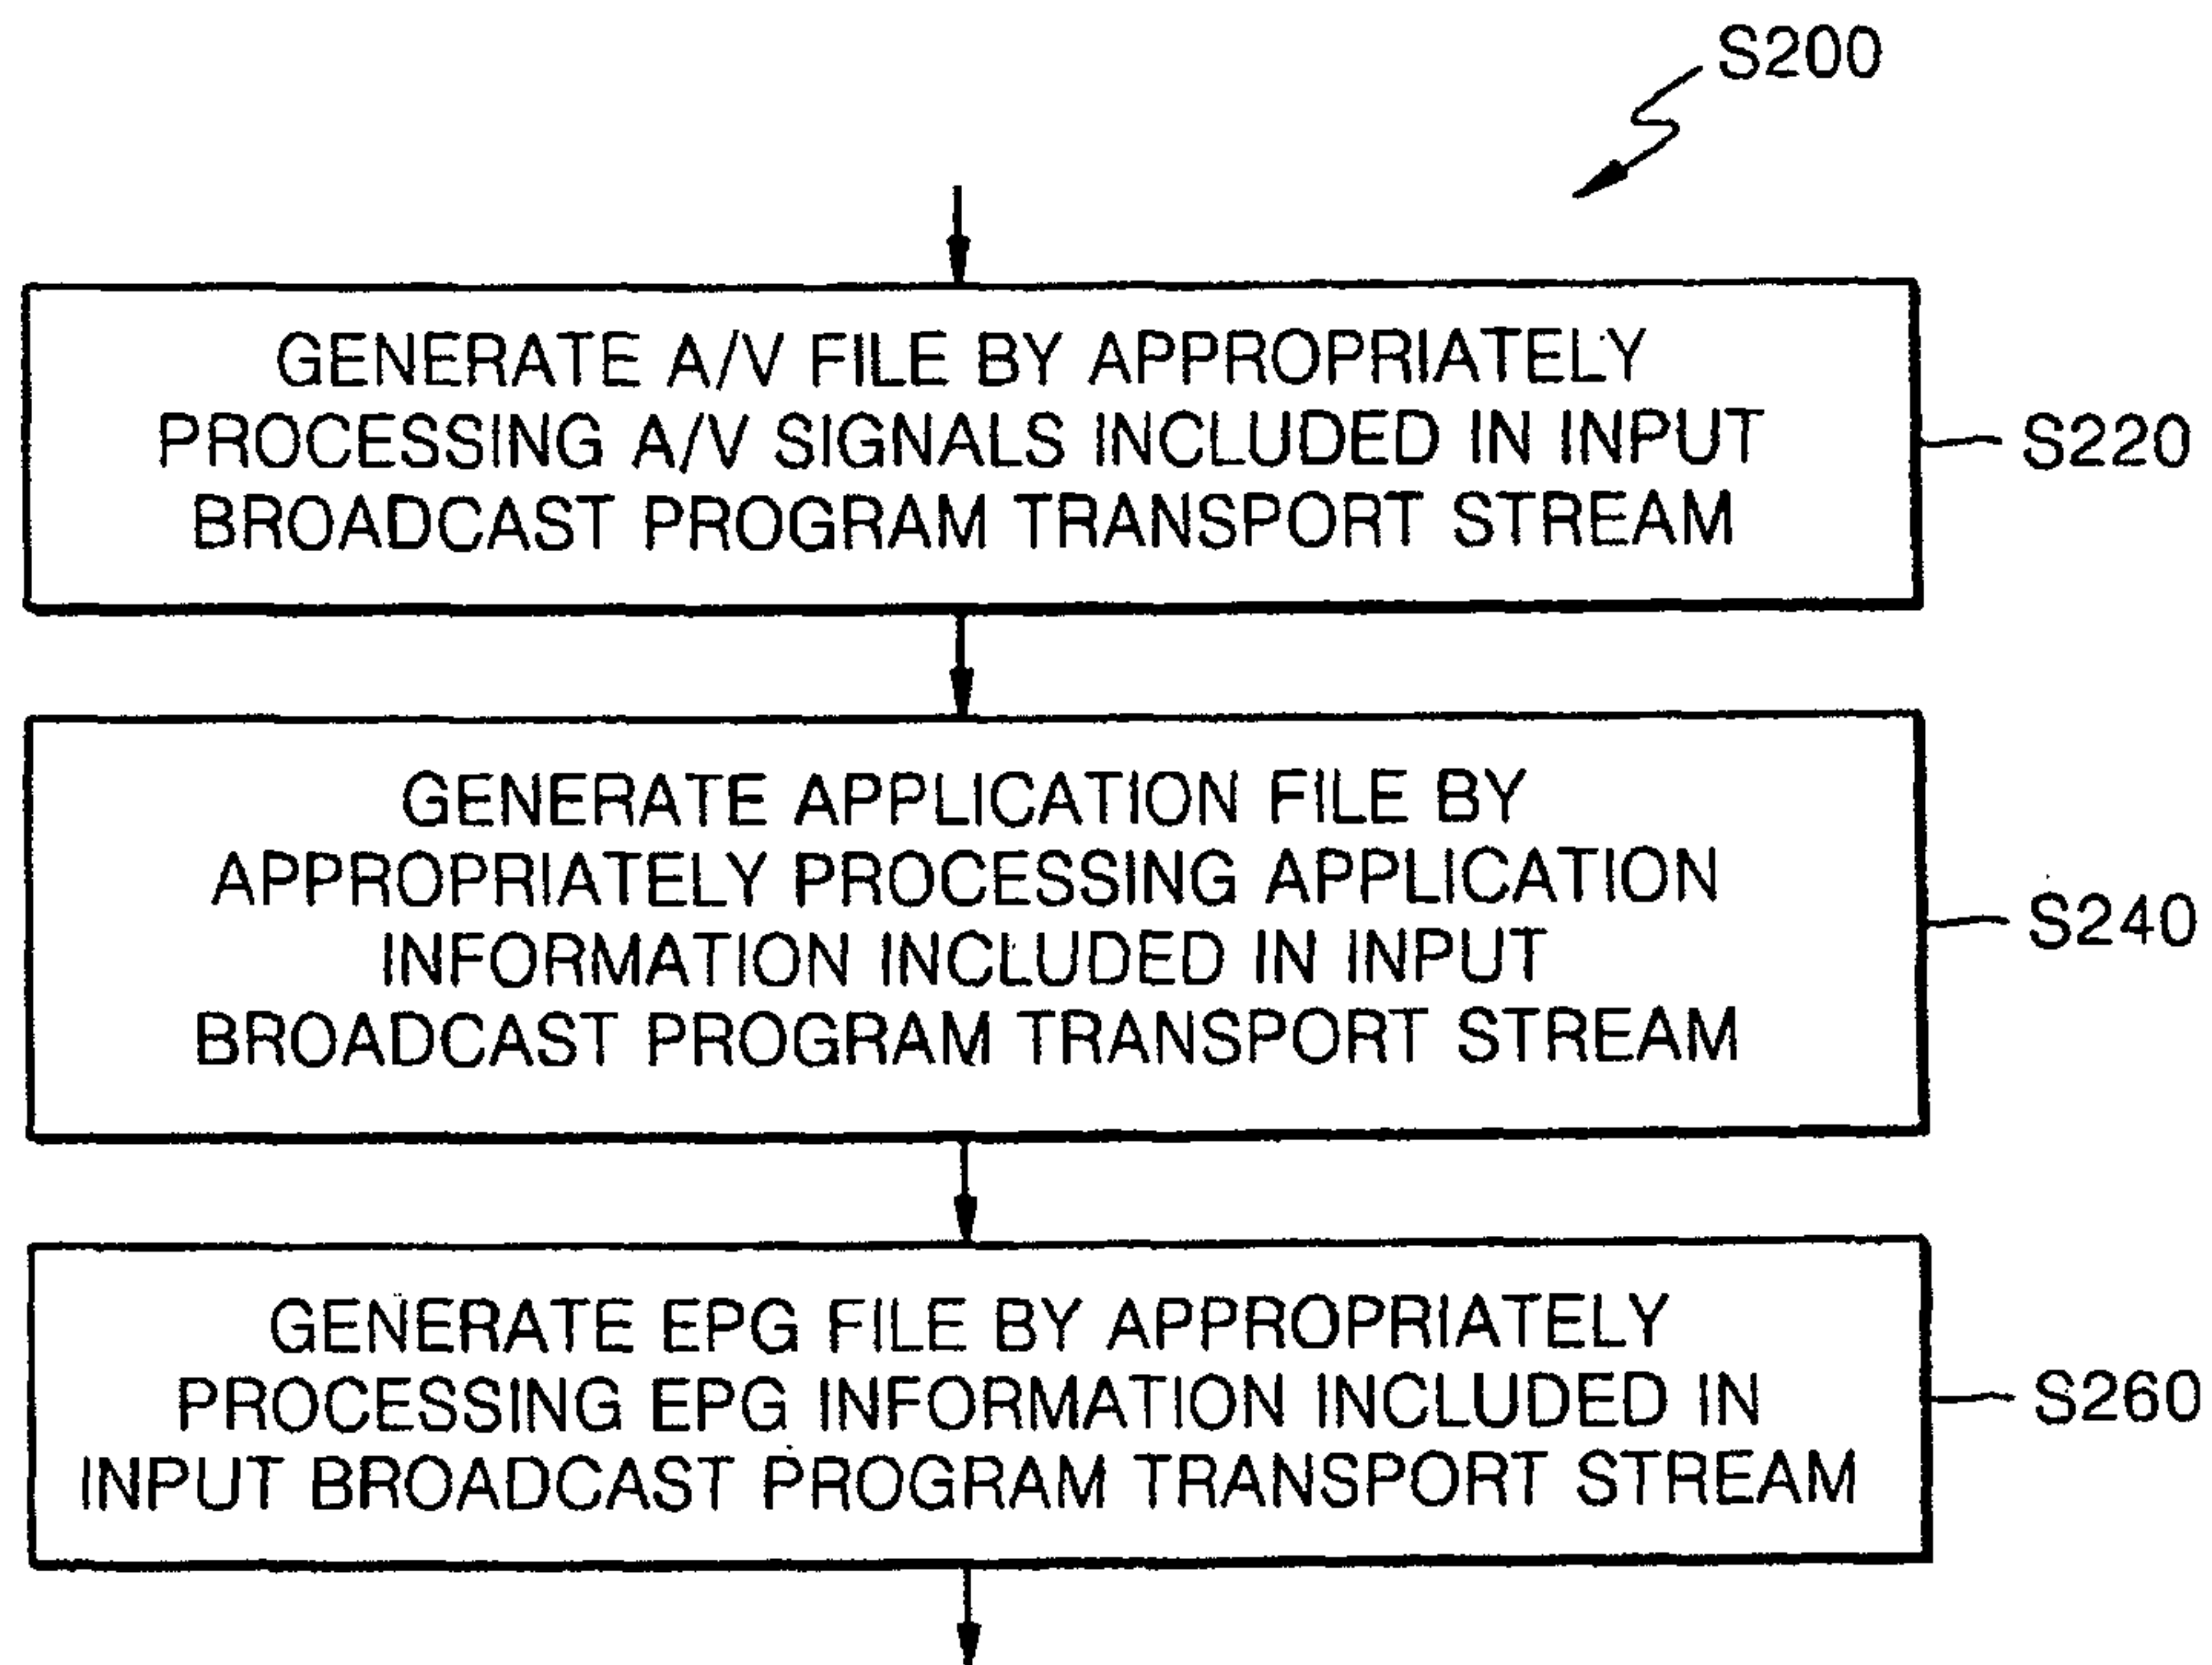 S200
GENERATE A/V FILE BY APPROPRIATELY
PROCESSING A/V SIGNALS INCLUDED IN INPUT
BROADCAST PROGRAM TRANSPORT STREAM
S220
GENERATE APPLICATION FILE BY
APPROPRIATELY PROCESSING APPLICATION
INFORMATION INCLUDED IN INPUT
BROADCAST PROGRAM TRANSPORT STREAM
S240
GENERATE EPG FILE BY APPROPRIATELY
PROCESSING EPG INFORMATION INCLUDED IN
INPUT BROADCAST PROGRAM TRANSPORT STREAM
S260